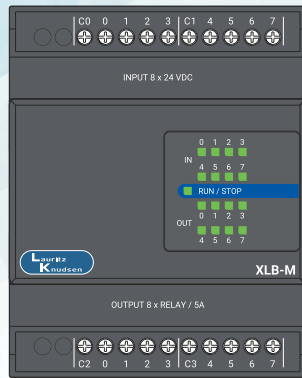 C0 0 1 2 3 C1 4 5 6 7
INPUT 8 x 24 VDC
0 1 2 3
IN
4 5 6 7
RUN / STOP
0 1 2 3
OUT
4 5 6 7
Lauritz
Knudsen
XLB-M
OUTPUT 8 x RELAY / 5A
C2 0 1 2 3 C3 4 5 6 7